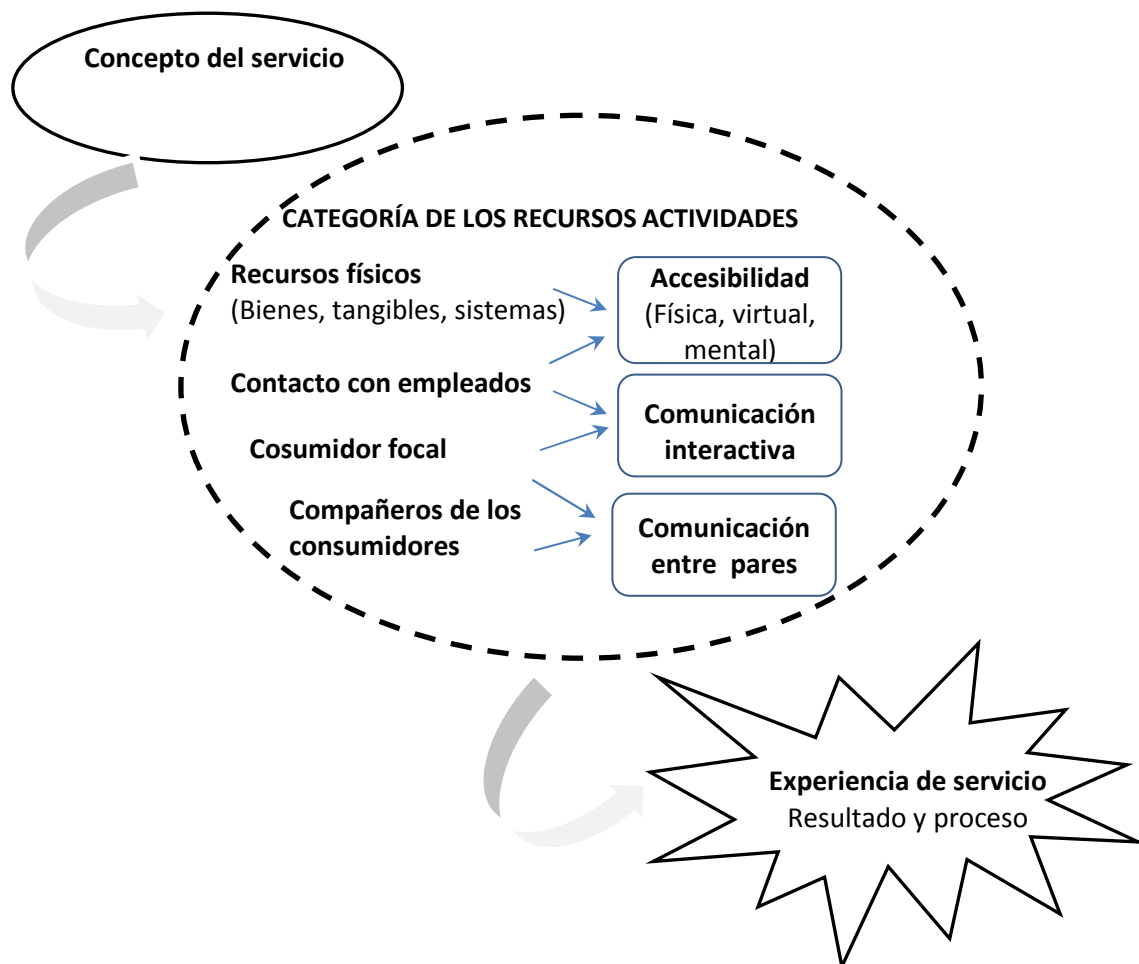 Concepto del servicio
CATEGORÍA DE LOS RECURSOS ACTIVIDADES
Recursos físicos
(Bienes, tangibles, sistemas)
Accesibilidad
(Física, virtual,
mental)
Contacto con empleados
Comunicación
interactiva
Cosumidor focal
Compañeros de los
consumidores
Comunicación
entre pares
Experiencia de servicio
Resultado y proceso